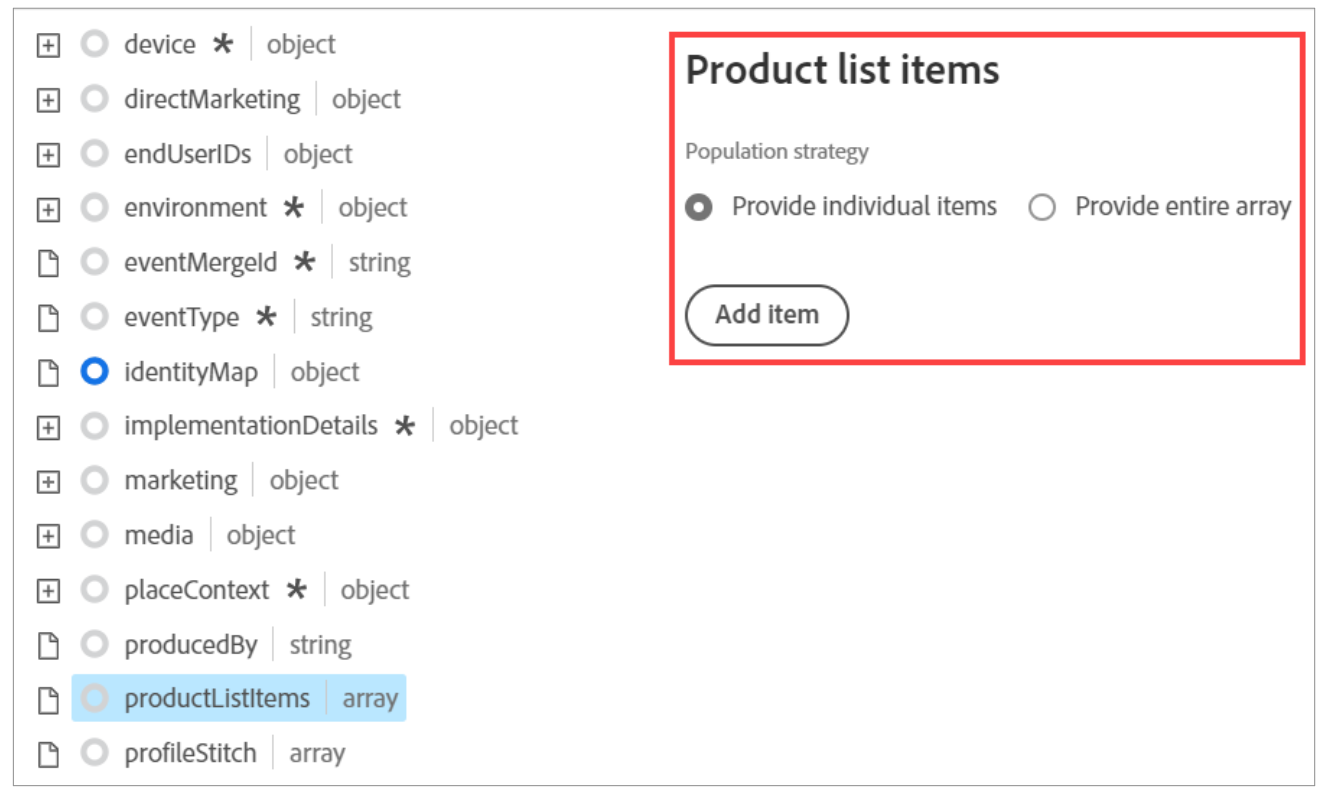 device * object
directMarketing object
endUserIDs object
environment * object
eventMergeId * string
eventType * string
identityMap object
implementationDetails * object
marketing object
media object
placeContext * object
producedBy string
productListItems array
profileStitch array
Product list items
Population strategy
Provide individual items Provide entire array
Add item